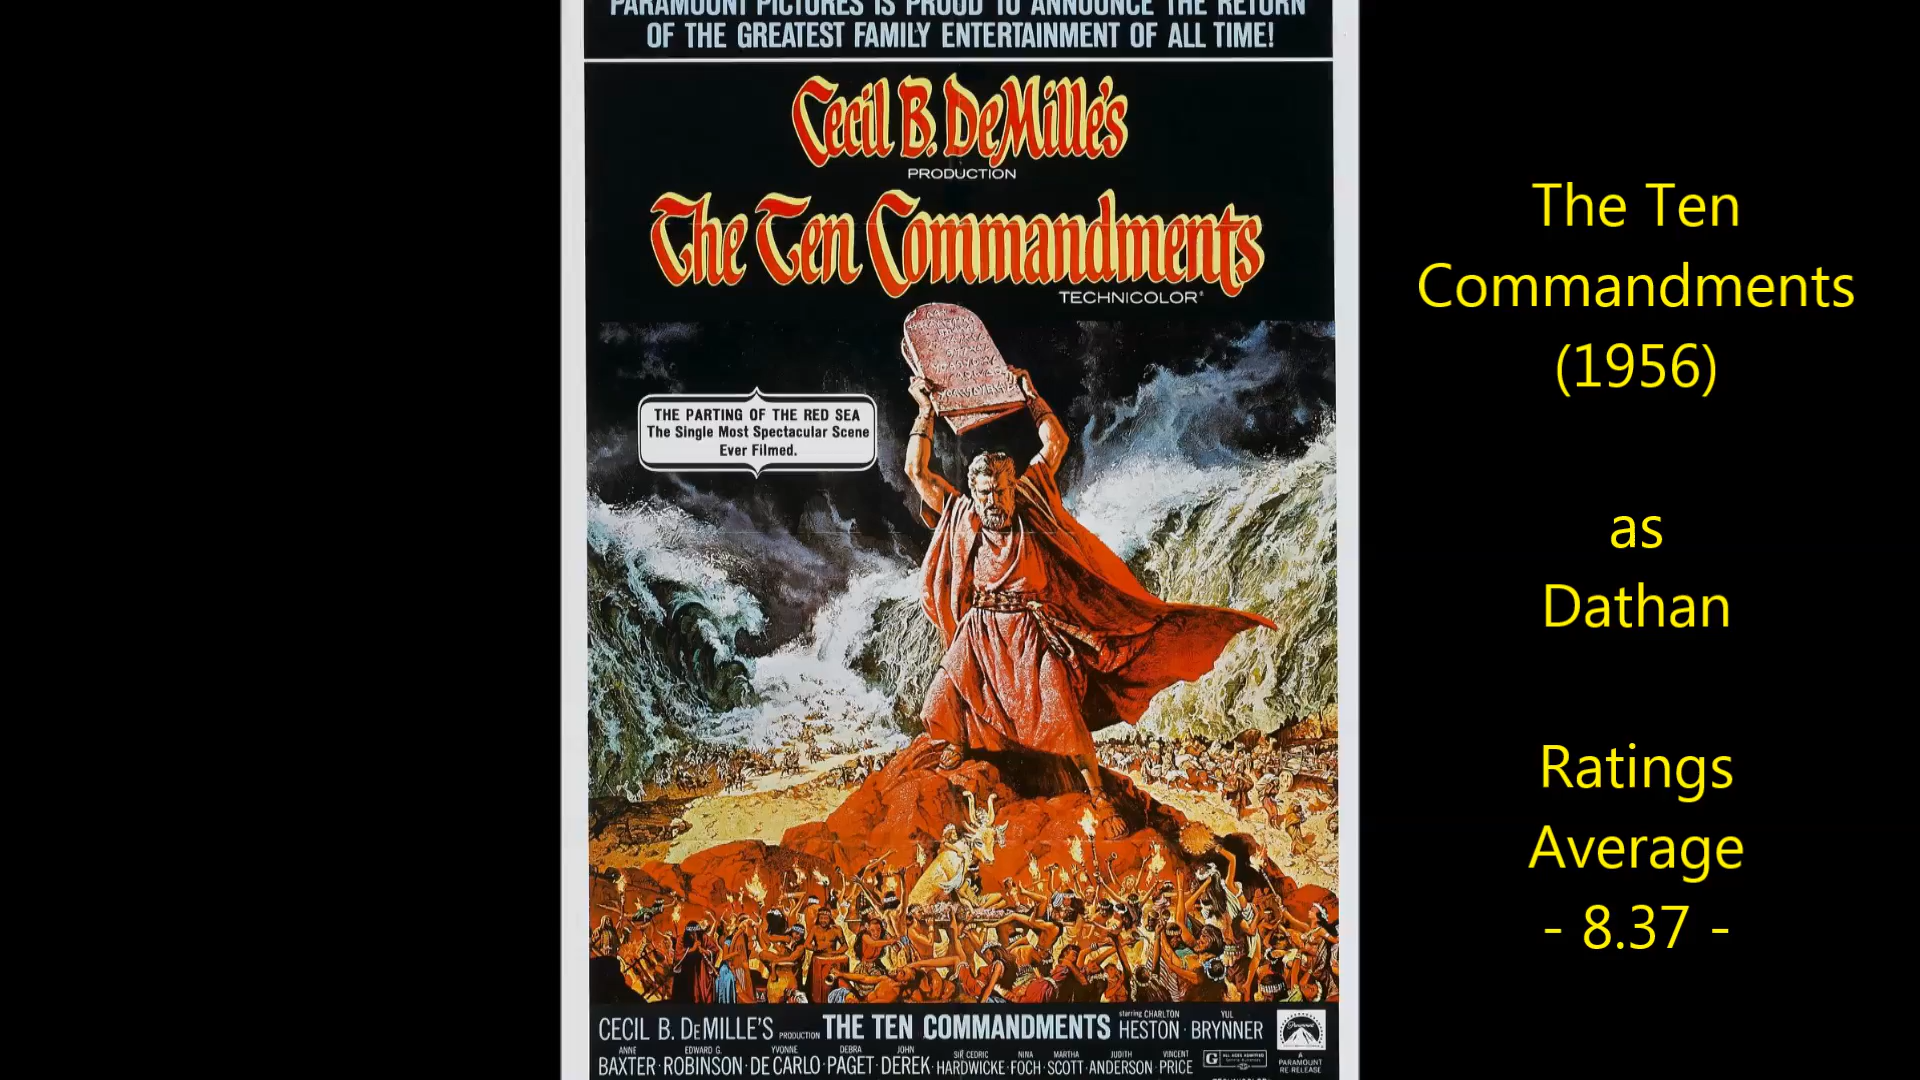 PARAMOUNT PICTURES IS PROUD TO ANNOUNCE THE RETURN
OF THE GREATEST FAMILY ENTERTAINMENT OF ALL TIME!
Cecil B. DeMille's
PRODUCTION
The Ten Commandments
TECHNICOLOR®
THE PARTING OF THE RED SEA
The Single Most Spectacular Scene
Ever Filmed.
CECIL B. DEMILLE'S PRODUCTION THE TEN COMMANDMENTS starring CHARLTON HESTON · YUL BRYNNER
ANNE BAXTER · EDWARD G. ROBINSON · YVONNE DE CARLO · DEBRA PAGET · JOHN DEREK · SIR CEDRIC HARDWICKE · NINA FOCH · MARTHA SCOTT · JUDITH ANDERSON · VINCENT PRICE
G ALL AGES ADMITTED
Paramount
A
PARAMOUNT
RE-RELEASE
The Ten
Commandments
(1956)
as
Dathan
Ratings
Average
- 8.37 -